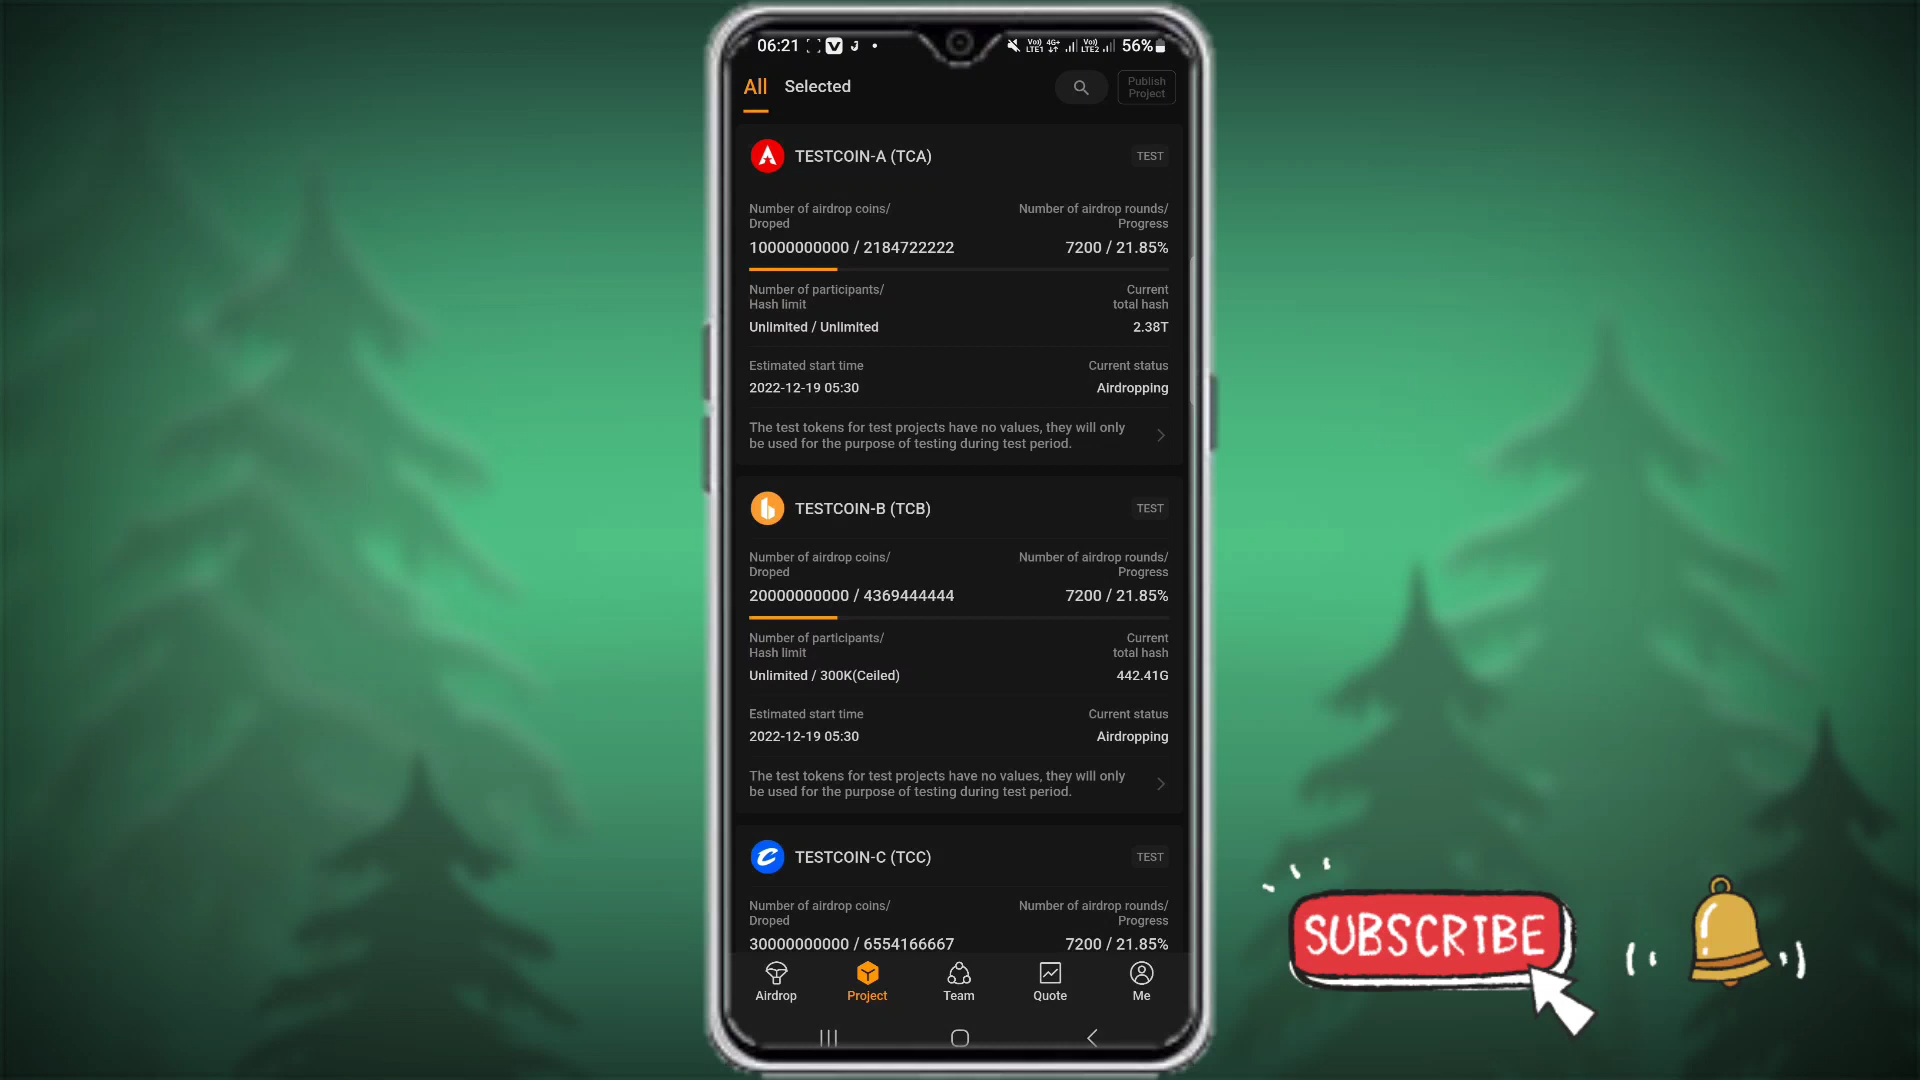 06:21
Vo)) LTE1 4G+ Vo)) LTE2 56%
All Selected
Publish
Project
TESTCOIN-A (TCA) TEST
Number of airdrop coins/
Droped
Number of airdrop rounds/
Progress
10000000000 / 2184722222 7200 / 21.85%
Number of participants/
Hash limit
Current
total hash
Unlimited / Unlimited 2.38T
Estimated start time Current status
2022-12-19 05:30 Airdropping
The test tokens for test projects have no values, they will only
be used for the purpose of testing during test period.
TESTCOIN-B (TCB) TEST
Number of airdrop coins/
Droped
Number of airdrop rounds/
Progress
20000000000 / 4369444444 7200 / 21.85%
Number of participants/
Hash limit
Current
total hash
Unlimited / 300K(Ceiled) 442.41G
Estimated start time Current status
2022-12-19 05:30 Airdropping
The test tokens for test projects have no values, they will only
be used for the purpose of testing during test period.
TESTCOIN-C (TCC) TEST
Number of airdrop coins/
Droped
Number of airdrop rounds/
Progress
30000000000 / 6554166667 7200 / 21.85%
Airdrop Project Team Quote Me
SUBSCRIBE